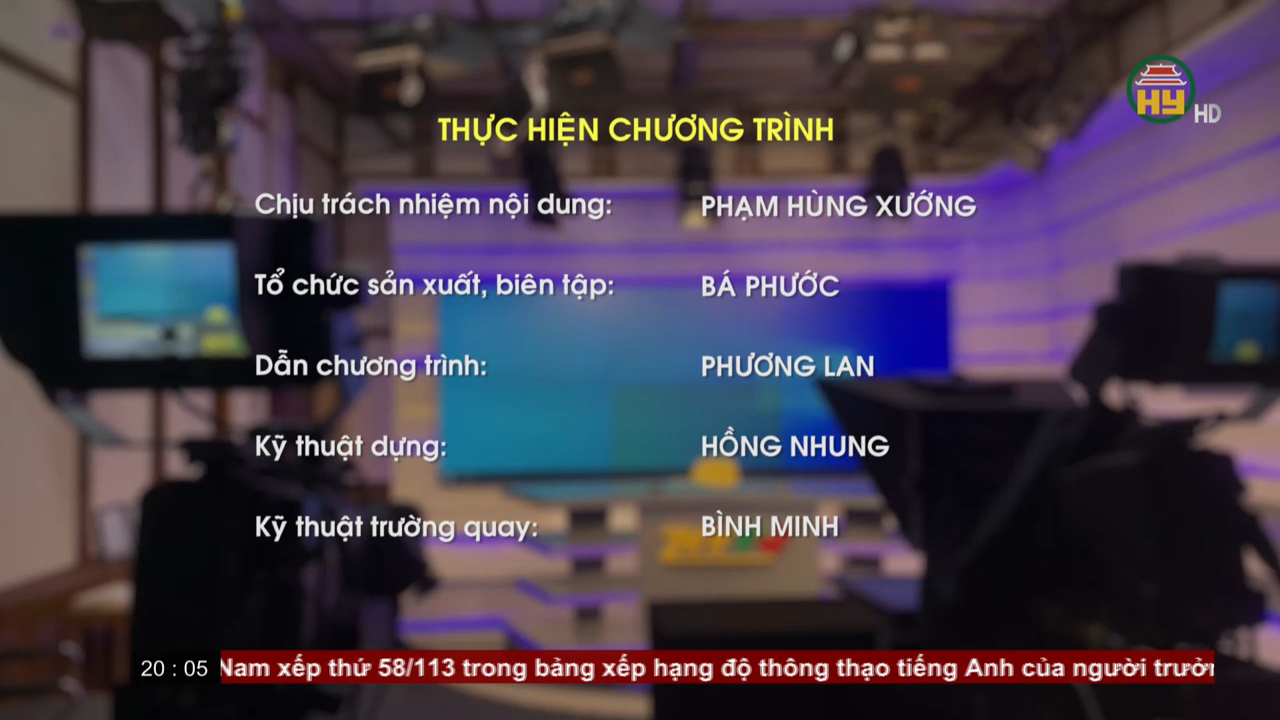 HY HD
THỰC HIỆN CHƯƠNG TRÌNH
Chịu trách nhiệm nội dung: PHẠM HÙNG XƯỚNG
Tổ chức sản xuất, biên tập: BÁ PHƯỚC
Dẫn chương trình: PHƯƠNG LAN
Kỹ thuật dựng: HỒNG NHUNG
Kỹ thuật trường quay: BÌNH MINH
20 : 05 Nam xếp thứ 58/113 trong bảng xếp hạng độ thông thạo tiếng Anh của người